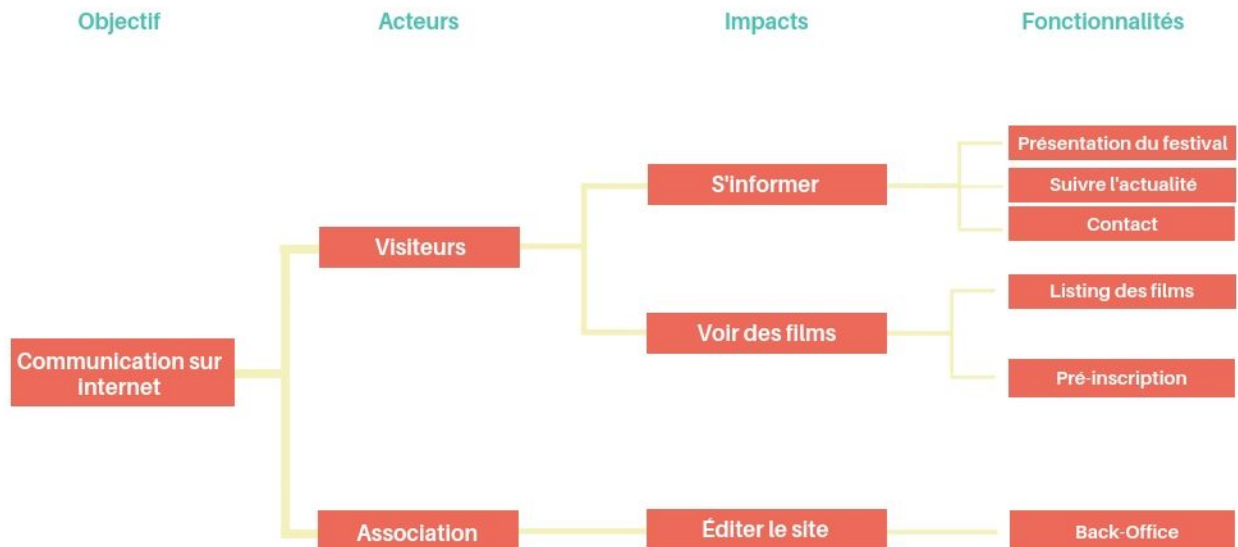 Objectif
Acteurs
Impacts
Fonctionnalités
Présentation du festival
S'informer
Suivre l'actualité
Contact
Visiteurs
Listing des films
Voir des films
Communication sur
internet
Pré-inscription
Association
Éditer le site
Back-Office